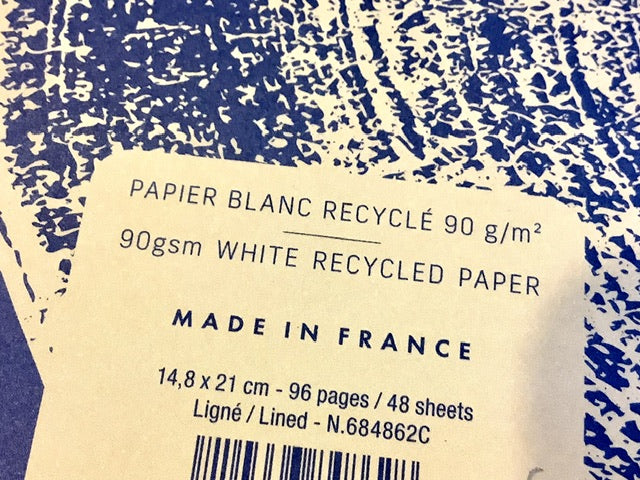 PAPIER BLANC RECYCLÉ 90 g/m²
90gsm WHITE RECYCLED PAPER
MADE IN FRANCE
14,8 x 21 cm - 96 pages / 48 sheets
Ligné / Lined - N.684862C